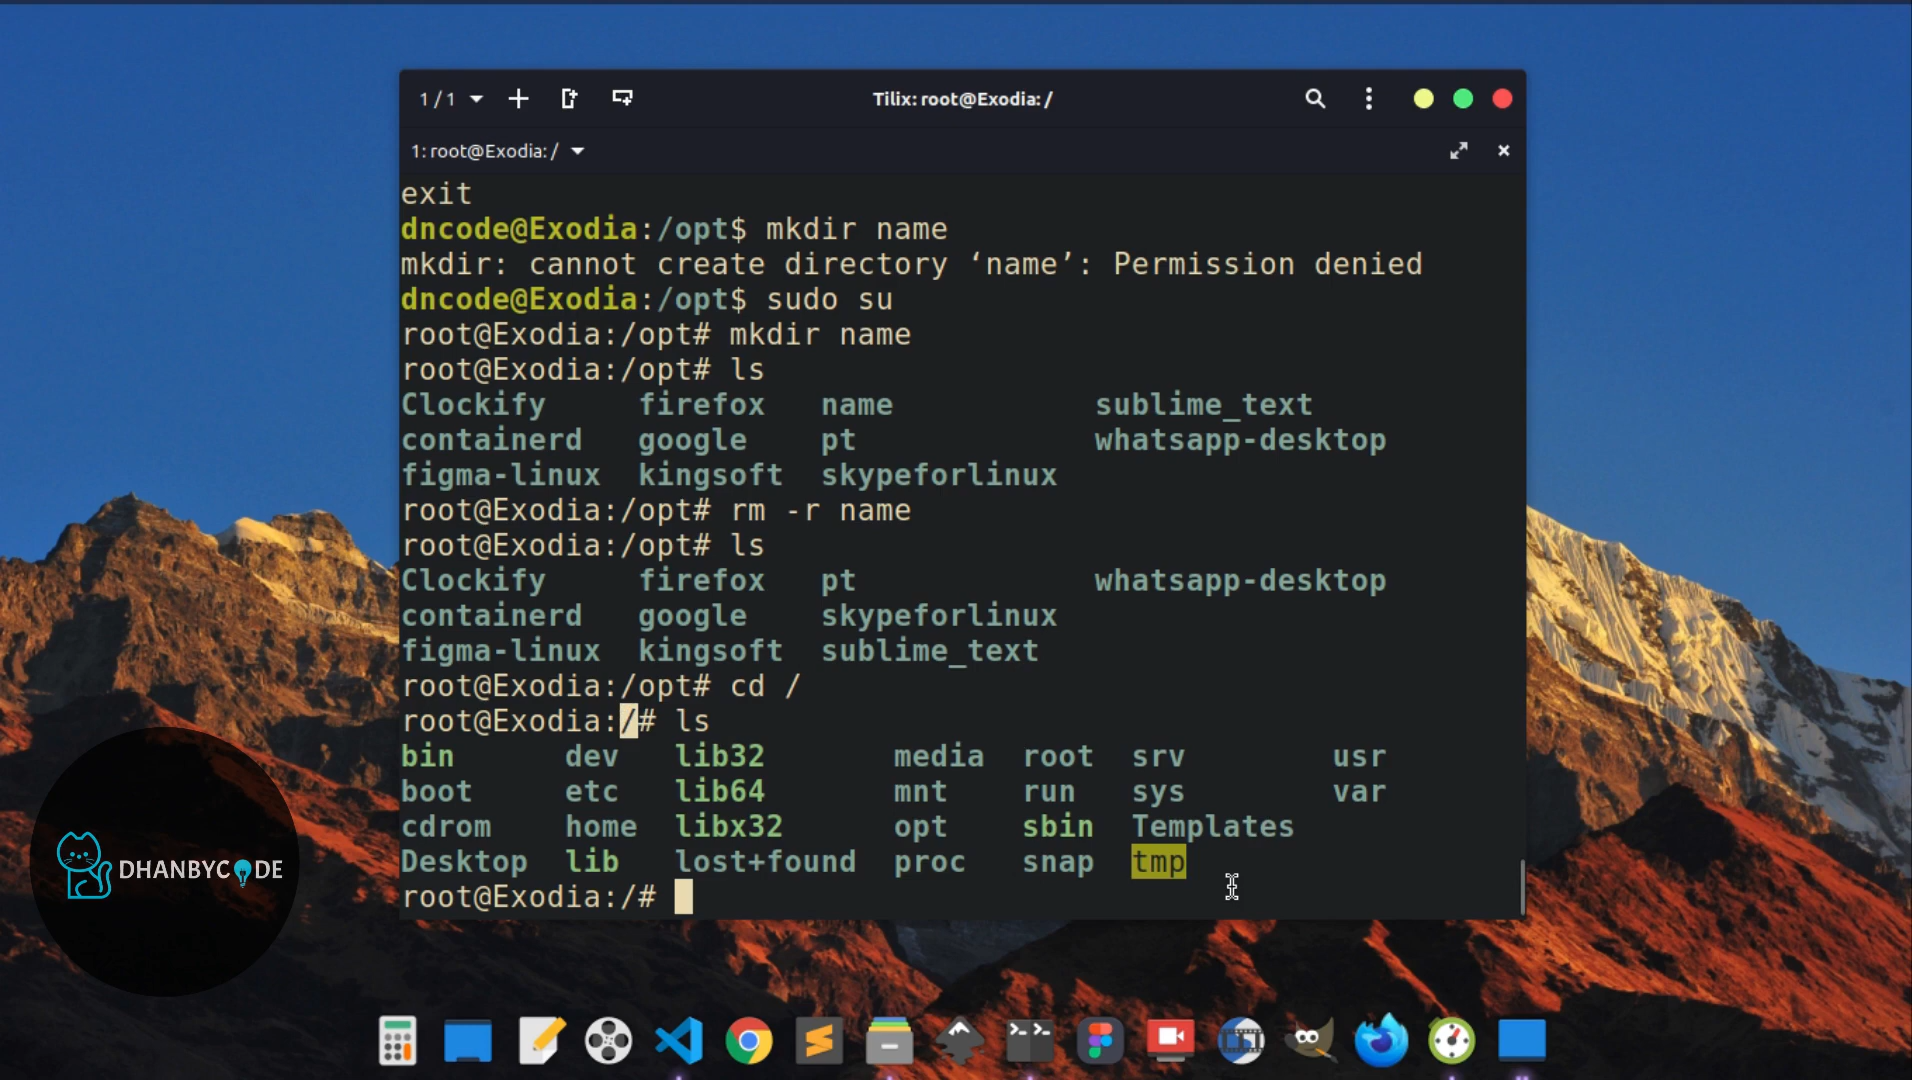 1 / 1
Tilix: root@Exodia: /
1: root@Exodia: /
exit
dncode@Exodia:/opt$ mkdir name
mkdir: cannot create directory ‘name’: Permission denied
dncode@Exodia:/opt$ sudo su
root@Exodia:/opt# mkdir name
root@Exodia:/opt# ls
Clockify firefox name sublime_text
containerd google pt whatsapp-desktop
figma-linux kingsoft skypeforlinux
root@Exodia:/opt# rm -r name
root@Exodia:/opt# ls
Clockify firefox pt whatsapp-desktop
containerd google skypeforlinux
figma-linux kingsoft sublime_text
root@Exodia:/opt# cd /
root@Exodia:/# ls
bin dev lib32 media root srv usr
boot etc lib64 mnt run sys var
cdrom home libx32 opt sbin Templates
Desktop lib lost+found proc snap tmp
root@Exodia:/#
DHANBYCODE